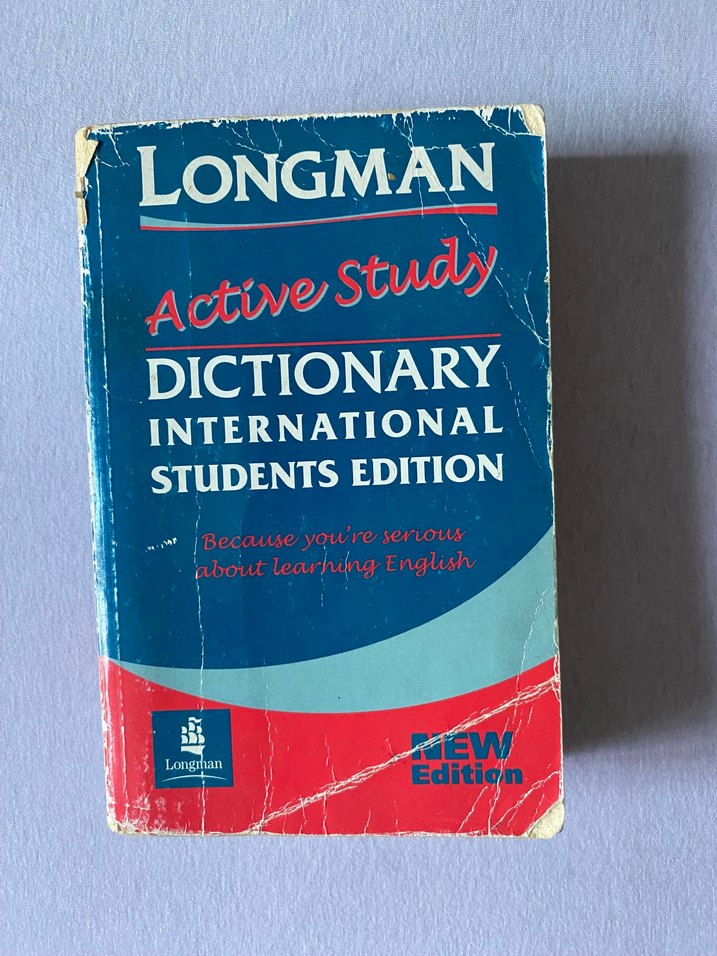 LONGMAN
Active Study
DICTIONARY
INTERNATIONAL
STUDENTS EDITION
Because you're serious
about learning English
Longman
NEW
Edition